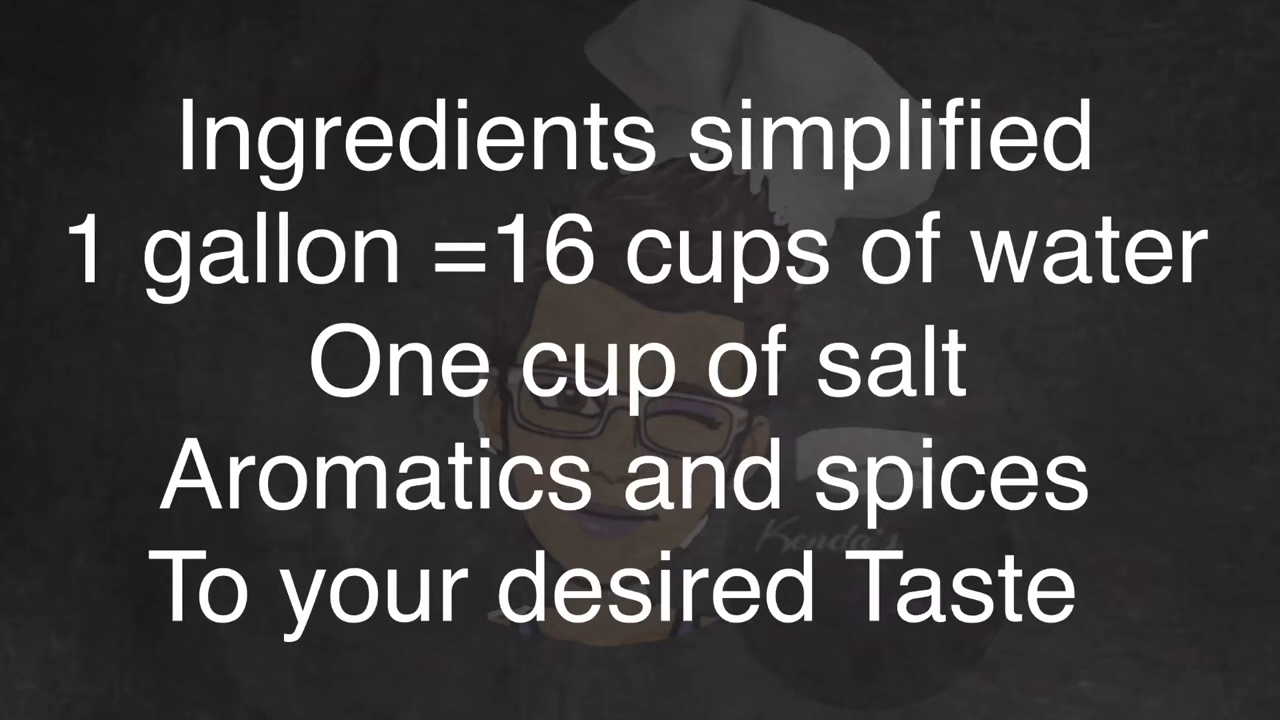 Ingredients simplified
1 gallon =16 cups of water
One cup of salt
Aromatics and spices
To your desired Taste